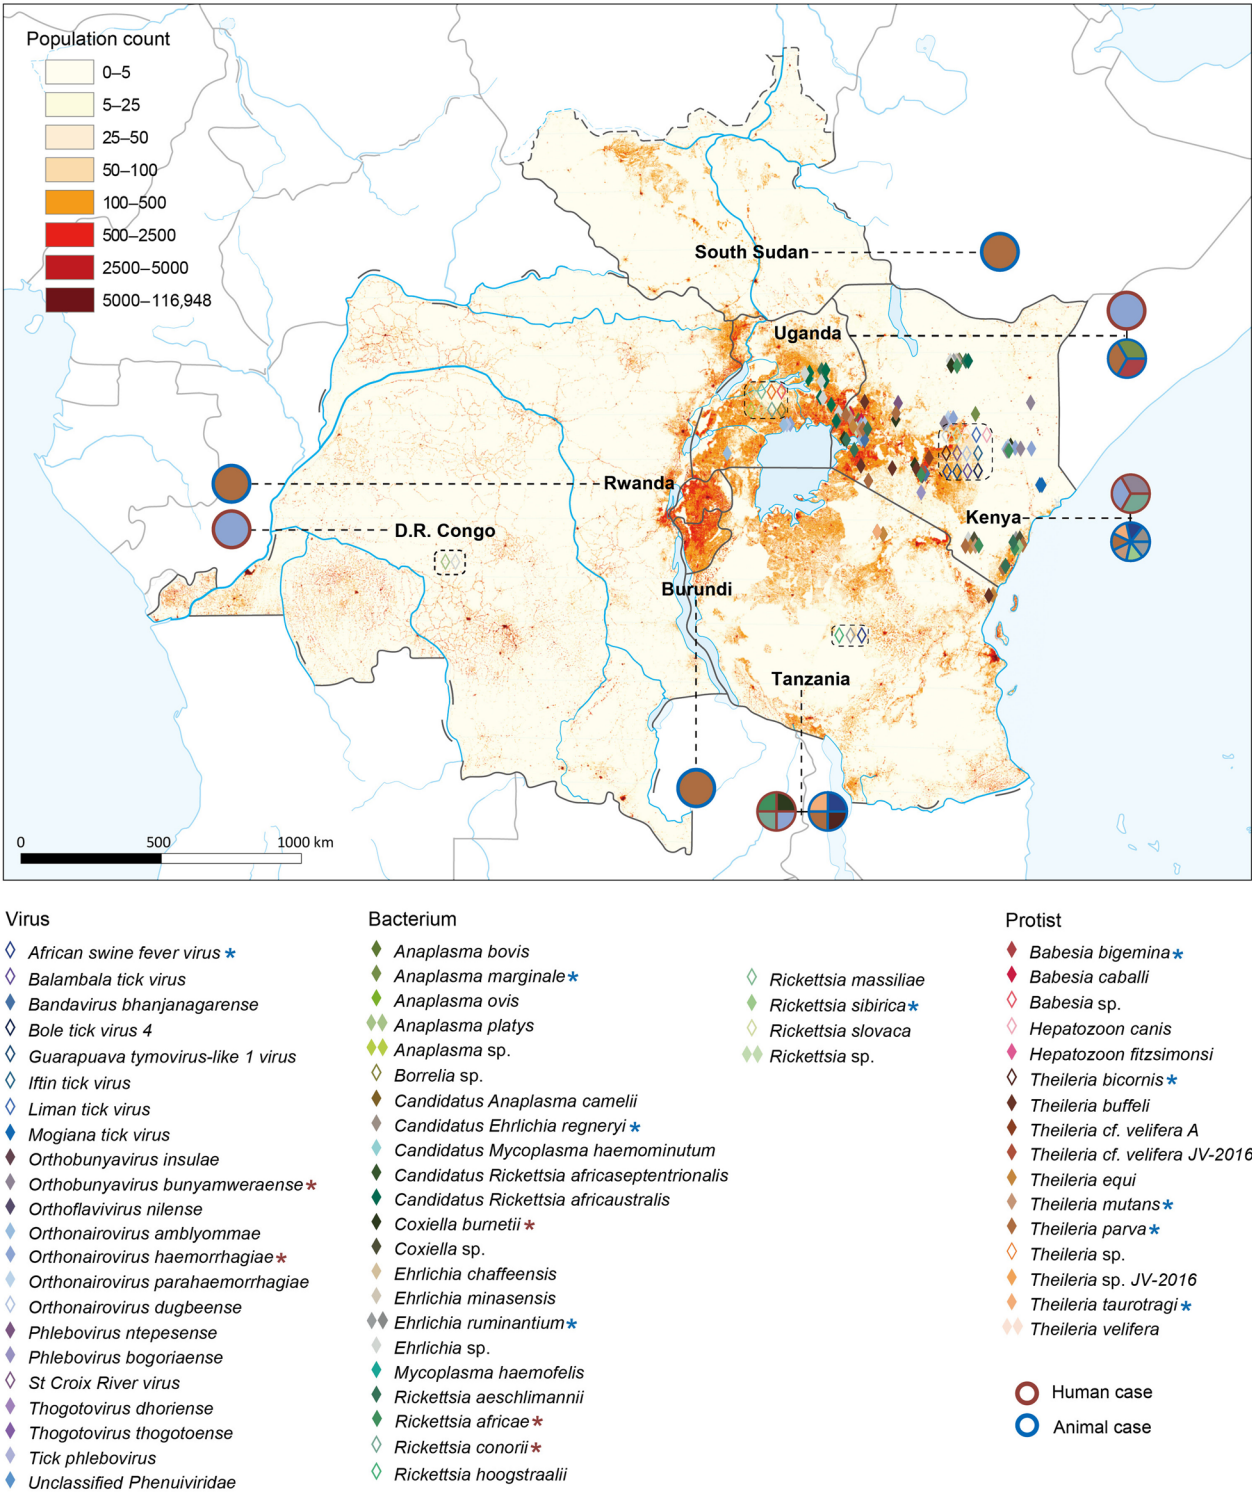 Population count
0–5
5–25
25–50
50–100
100–500
500–2500
2500–5000
5000–116,948
South Sudan
Uganda
Rwanda
D.R. Congo
Kenya
Burundi
Tanzania
0 500 1000 km
Virus
African swine fever virus *
Balambala tick virus
Bandavirus bhanjanagarense
Bole tick virus 4
Guarapuava tymovirus-like 1 virus
Iftin tick virus
Liman tick virus
Mogiana tick virus
Orthobunyavirus insulae
Orthobunyavirus bunyamweraense *
Orthoflavivirus nilense
Orthonairovirus amblyommae
Orthonairovirus haemorrhagiae *
Orthonairovirus parahaemorrhagiae
Orthonairovirus dugbeense
Phlebovirus ntepesense
Phlebovirus bogoriaense
St Croix River virus
Thogotovirus dhoriense
Thogotovirus thogotoense
Tick phlebovirus
Unclassified Phenuiviridae
Bacterium
Anaplasma bovis
Anaplasma marginale *
Anaplasma ovis
Anaplasma platys
Anaplasma sp.
Borrelia sp.
Candidatus Anaplasma camelii
Candidatus Ehrlichia regneryi *
Candidatus Mycoplasma haemominutum
Candidatus Rickettsia africaseptentrionalis
Candidatus Rickettsia africaustralis
Coxiella burnetii *
Coxiella sp.
Ehrlichia chaffeensis
Ehrlichia minasensis
Ehrlichia ruminantium *
Ehrlichia sp.
Mycoplasma haemofelis
Rickettsia aeschlimannii
Rickettsia africae *
Rickettsia conorii *
Rickettsia hoogstraalii
Rickettsia massiliae
Rickettsia sibirica *
Rickettsia slovaca
Rickettsia sp.
Protist
Babesia bigemina *
Babesia caballi
Babesia sp.
Hepatozoon canis
Hepatozoon fitzsimonsi
Theileria bicornis *
Theileria buffeli
Theileria cf. velifera A
Theileria cf. velifera JV-2016
Theileria equi
Theileria mutans *
Theileria parva *
Theileria sp.
Theileria sp. JV-2016
Theileria taurotragi *
Theileria velifera
Human case
Animal case